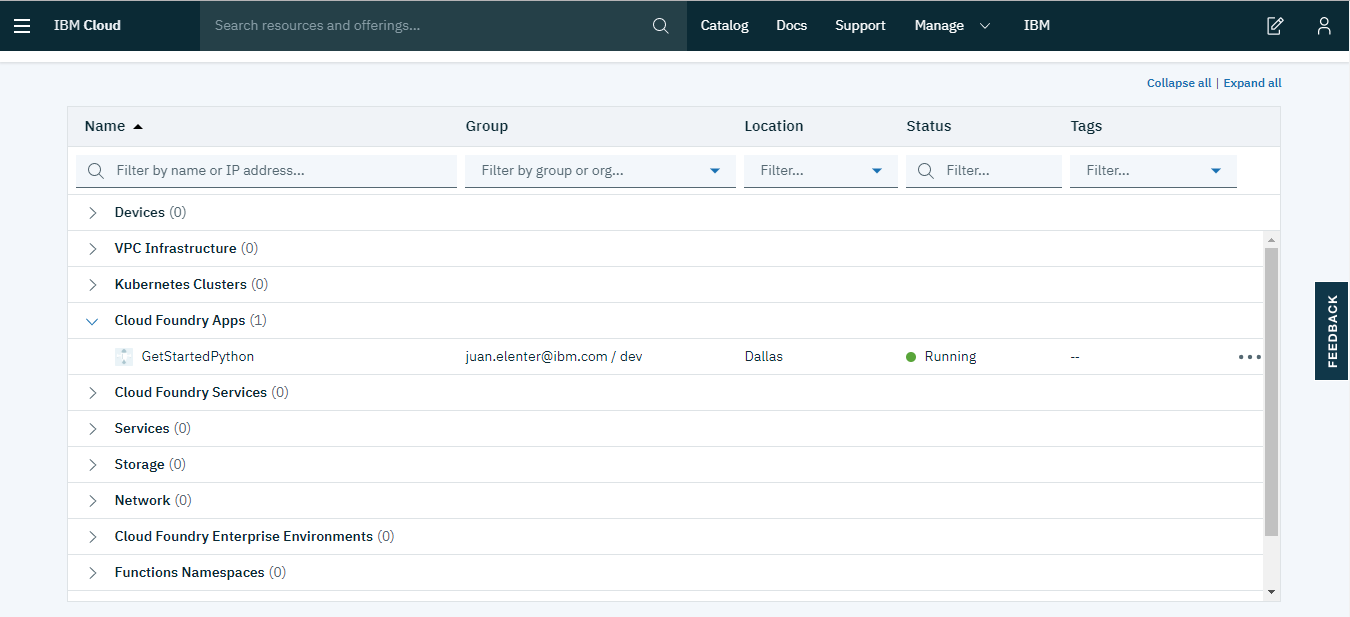 IBM Cloud Search resources and offerings... Catalog Docs Support Manage IBM
Collapse all | Expand all
Name Group Location Status Tags
Filter by name or IP address... Filter by group or org... Filter... Filter... Filter...
Devices (0)
VPC Infrastructure (0)
Kubernetes Clusters (0)
Cloud Foundry Apps (1)
GetStartedPython juan.elenter@ibm.com / dev Dallas Running --
Cloud Foundry Services (0)
Services (0)
Storage (0)
Network (0)
Cloud Foundry Enterprise Environments (0)
Functions Namespaces (0)
FEEDBACK